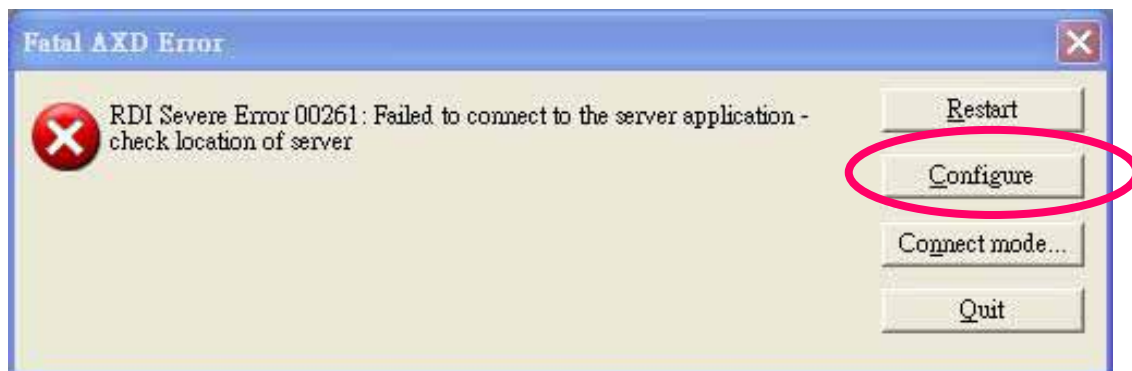 Fatal AXD Error
RDI Severe Error 00261: Failed to connect to the server application -
check location of server
Restart
Configure
Connect mode...
Quit